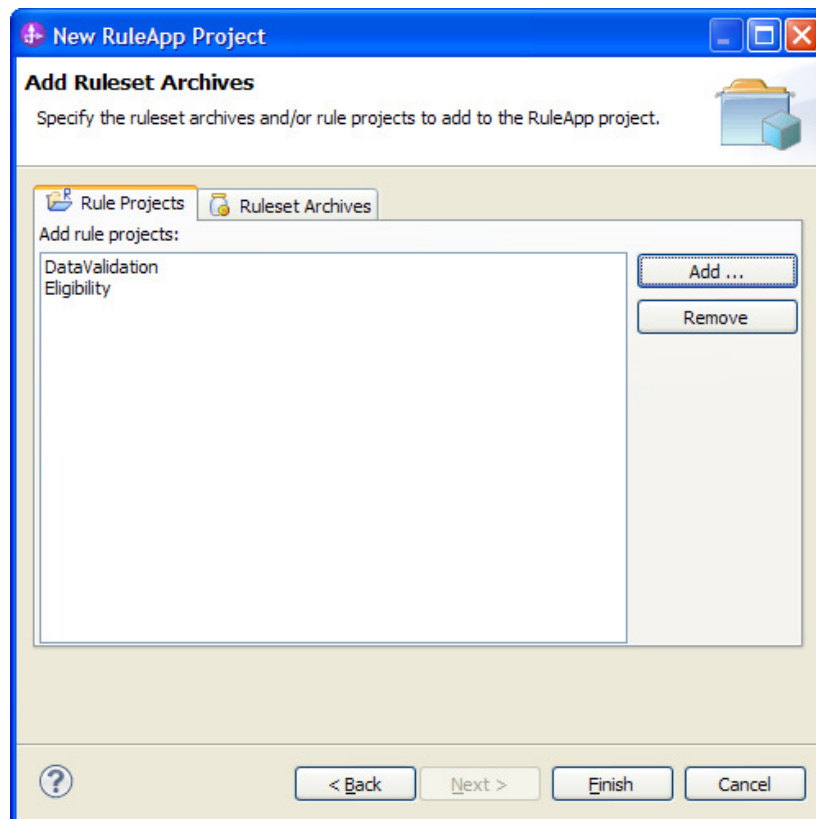 New RuleApp Project
Add Ruleset Archives
Specify the ruleset archives and/or rule projects to add to the RuleApp project.
Rule Projects
Ruleset Archives
Add rule projects:
DataValidation
Eligibility
Add ...
Remove
< Back
Next >
Finish
Cancel